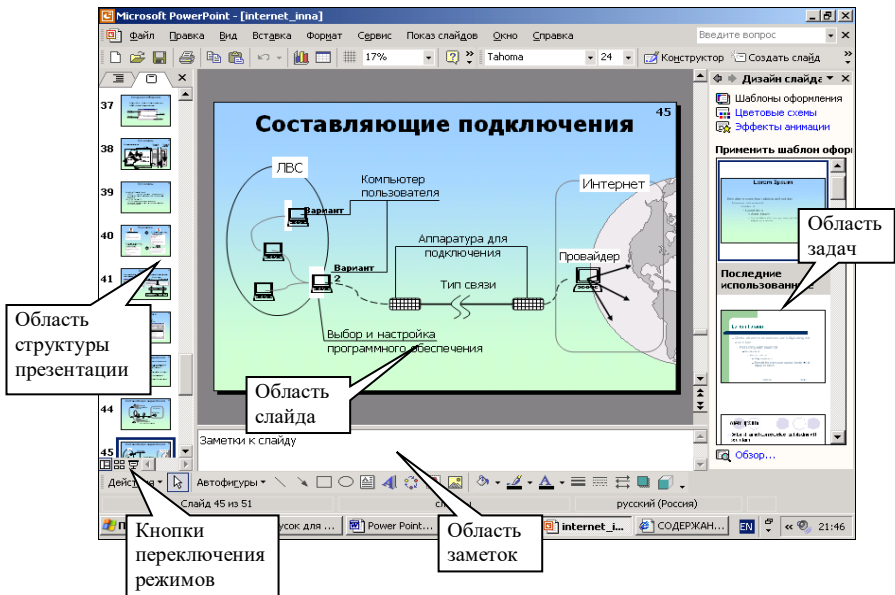 Microsoft PowerPoint - [internet_inna]
Файл Правка Вид Вставка Формат Сервис Показ слайдов Окно Справка
Введите вопрос
17%
Tahoma
24
Конструктор
Создать слайд
37
38
39
40
41
44
45
45
Составляющие подключения
ЛВС
Компьютер
пользователя
Вариант
Вариант
2
Аппаратура для
подключения
Тип связи
Интернет
Провайдер
Выбор и настройка
программного обеспечения
Дизайн слайда
Шаблоны оформления
Цветовые схемы
Эффекты анимации
Применить шаблон офор
Lorem Ipsum
Последние
использованные
Обзор...
Заметки к слайду
Действия
Автофигуры
Слайд 45 из 51
русский (Россия)
усок для ...
Power Point...
internet_i...
СОДЕРЖАН...
EN
21:46
Область
структуры
презентации
Область
слайда
Область
задач
Кнопки
переключения
режимов
Область
заметок